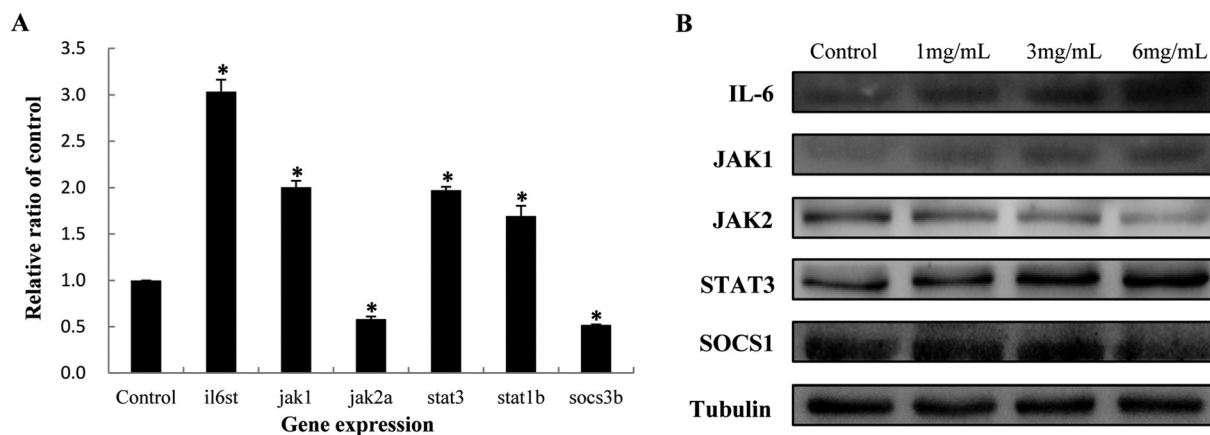 A
Relative ratio of control
3.5
3.0
2.5
2.0
1.5
1.0
0.5
0.0
* * * * * *
Control il6st jak1 jak2a stat3 stat1b socs3b
Gene expression
B
Control 1mg/mL 3mg/mL 6mg/mL
IL-6
JAK1
JAK2
STAT3
SOCS1
Tubulin